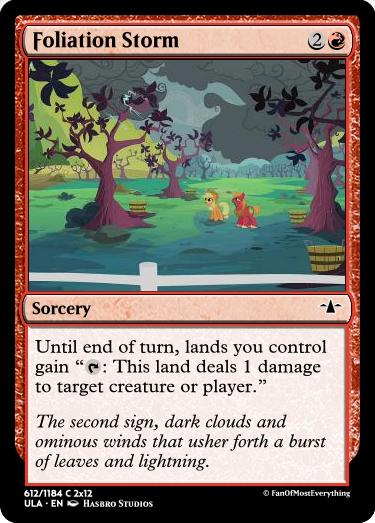 Foliation Storm 2
Sorcery
Until end of turn, lands you control
gain “: This land deals 1 damage
to target creature or player.”
The second sign, dark clouds and
ominous winds that usher forth a burst
of leaves and lightning.
612/1184 C 2x12
ULA • EN HASBRO STUDIOS
© FanOfMostEverything